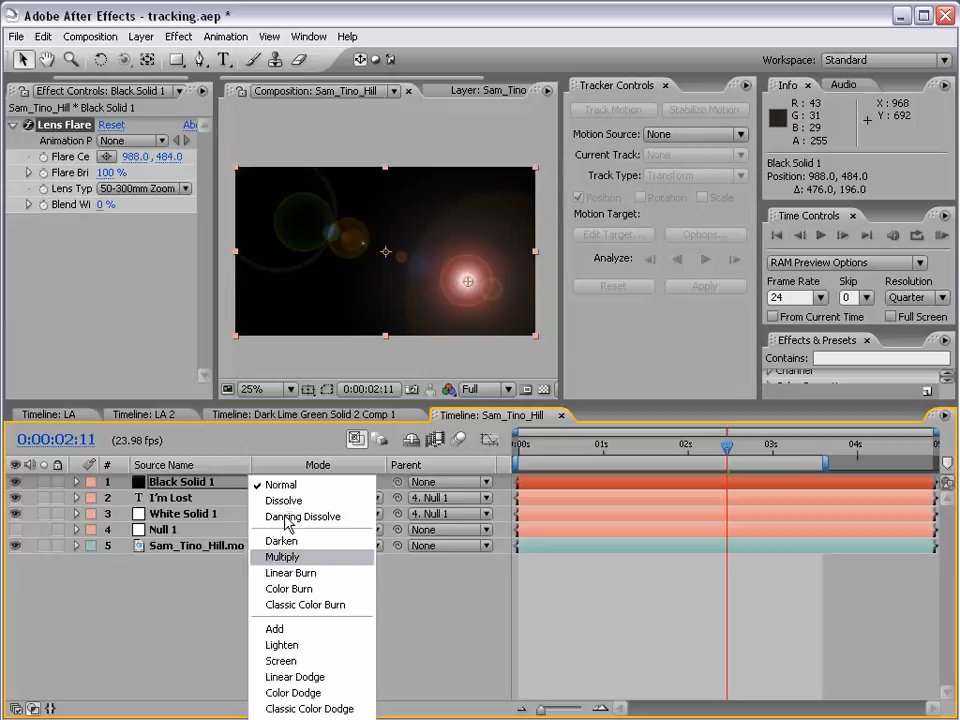 Adobe After Effects - tracking.aep *
File Edit Composition Layer Effect Animation View Window Help
Workspace: Standard
Effect Controls: Black Solid 1
Sam_Tino_Hill * Black Solid 1
Lens Flare Reset Ab
Animation P None
Flare Ce 988.0, 484.0
Flare Bri 100 %
Lens Typ 50-300mm Zoom
Blend Wi 0 %
Composition: Sam_Tino_Hill
Layer: Sam_Tino
25% 0:00:02:11 Full
Tracker Controls
Track Motion Stabilize Motion
Motion Source: None
Current Track: None
Track Type: Transform
Position Rotation Scale
Motion Target:
Edit Target... Options...
Analyze:
Reset Apply
Info Audio
R : 43
G : 31
B : 29
A : 255
X : 968
Y : 692
Black Solid 1
Position: 988.0, 484.0
Δ: 476.0, 196.0
Time Controls
RAM Preview Options
Frame Rate Skip Resolution
24 0 Quarter
From Current Time Full Screen
Effects & Presets
Contains:
Channel
Timeline: LA Timeline: LA 2 Timeline: Dark Lime Green Solid 2 Comp 1 Timeline: Sam_Tino_Hill
0:00:02:11 (23.98 fps)
# Source Name Mode Parent
:00s 01s 02s 03s 04s
1 Black Solid 1 None
2 T I'm Lost 4. Null 1
3 White Solid 1 4. Null 1
4 Null 1 None
5 Sam_Tino_Hill.mo None
Normal
Dissolve
Dancing Dissolve
Darken
Multiply
Linear Burn
Color Burn
Classic Color Burn
Add
Lighten
Screen
Linear Dodge
Color Dodge
Classic Color Dodge